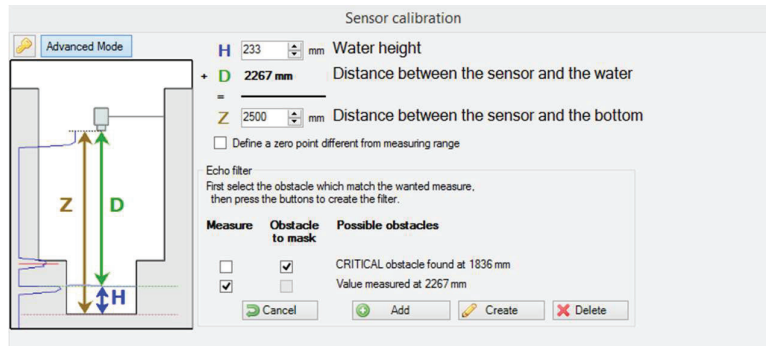 Sensor calibration
Advanced Mode
H 233 mm Water height
+ D 2267 mm Distance between the sensor and the water
=
Z 2500 mm Distance between the sensor and the bottom
Define a zero point different from measuring range
Z D
H
Echo filter
First select the obstacle which match the wanted measure,
then press the buttons to create the filter.
Measure Obstacle Possible obstacles
to mask
CRITICAL obstacle found at 1836 mm
Value measured at 2267 mm
Cancel Add Create Delete